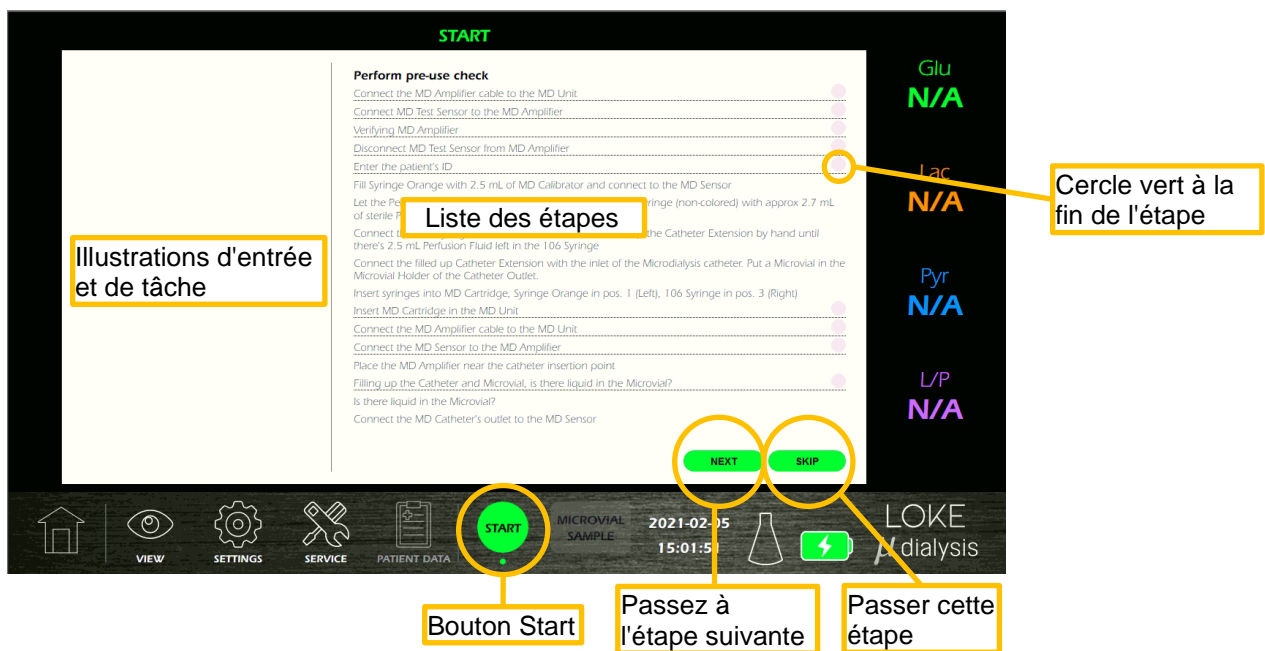 START
Perform pre-use check
Connect the MD Amplifier cable to the MD Unit
Connect MD Test Sensor to the MD Amplifier
Verifying MD Amplifier
Disconnect MD Test Sensor from MD Amplifier
Enter the patient's ID
Fill Syringe Orange with 2.5 mL of MD Calibrator and connect to the MD Sensor
Let the Pe
ringe (non-colored) with approx 2.7 mL
of sterile P
Connect t
the Catheter Extension by hand until
there's 2.5 mL Perfusion Fluid left in the 106 Syringe
Connect the filled up Catheter Extension with the inlet of the Microdialysis catheter. Put a Microvial in the
Microvial Holder of the Catheter Outlet.
Insert syringes into MD Cartridge, Syringe Orange in pos. 1 (Left), 106 Syringe in pos. 3 (Right)
Insert MD Cartridge in the MD Unit
Connect the MD Amplifier cable to the MD Unit
Connect the MD Sensor to the MD Amplifier
Place the MD Amplifier near the catheter insertion point
Filling up the Catheter and Microvial, is there liquid in the Microvial?
Is there liquid in the Microvial?
Connect the MD Catheter's outlet to the MD Sensor
NEXT
SKIP
Illustrations d'entrée
et de tâche
Liste des étapes
Glu
N/A
Lac
N/A
Pyr
N/A
L/P
N/A
Cercle vert à la
fin de l'étape
VIEW
SETTINGS
SERVICE
PATIENT DATA
START
MICROVIAL
SAMPLE
2021-02-05
15:01:51
LOKE
μ dialysis
Bouton Start
Passez à
l'étape suivante
Passer cette
étape